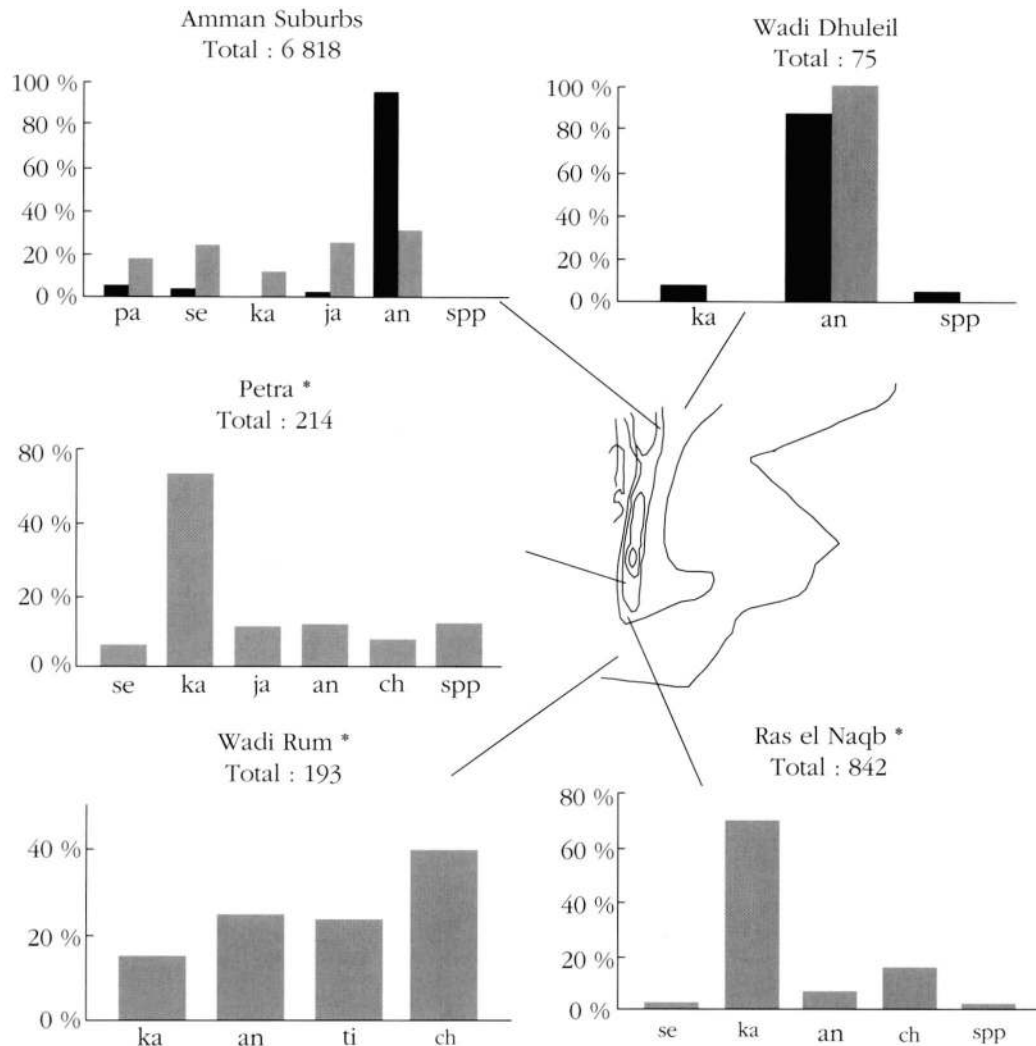 Amman Suburbs
Total : 6 818
100 %
80 %
60 %
40 %
20 %
0 %
pa se ka ja an spp
Wadi Dhuleil
Total : 75
100 %
80 %
60 %
40 %
20 %
0 %
ka an spp
Petra *
Total : 214
80 %
40 %
20 %
0 %
se ka ja an ch spp
Wadi Rum *
Total : 193
40 %
20 %
0 %
ka an ti ch
Ras el Naqb *
Total : 842
80 %
60 %
40 %
20 %
0 %
se ka an ch spp